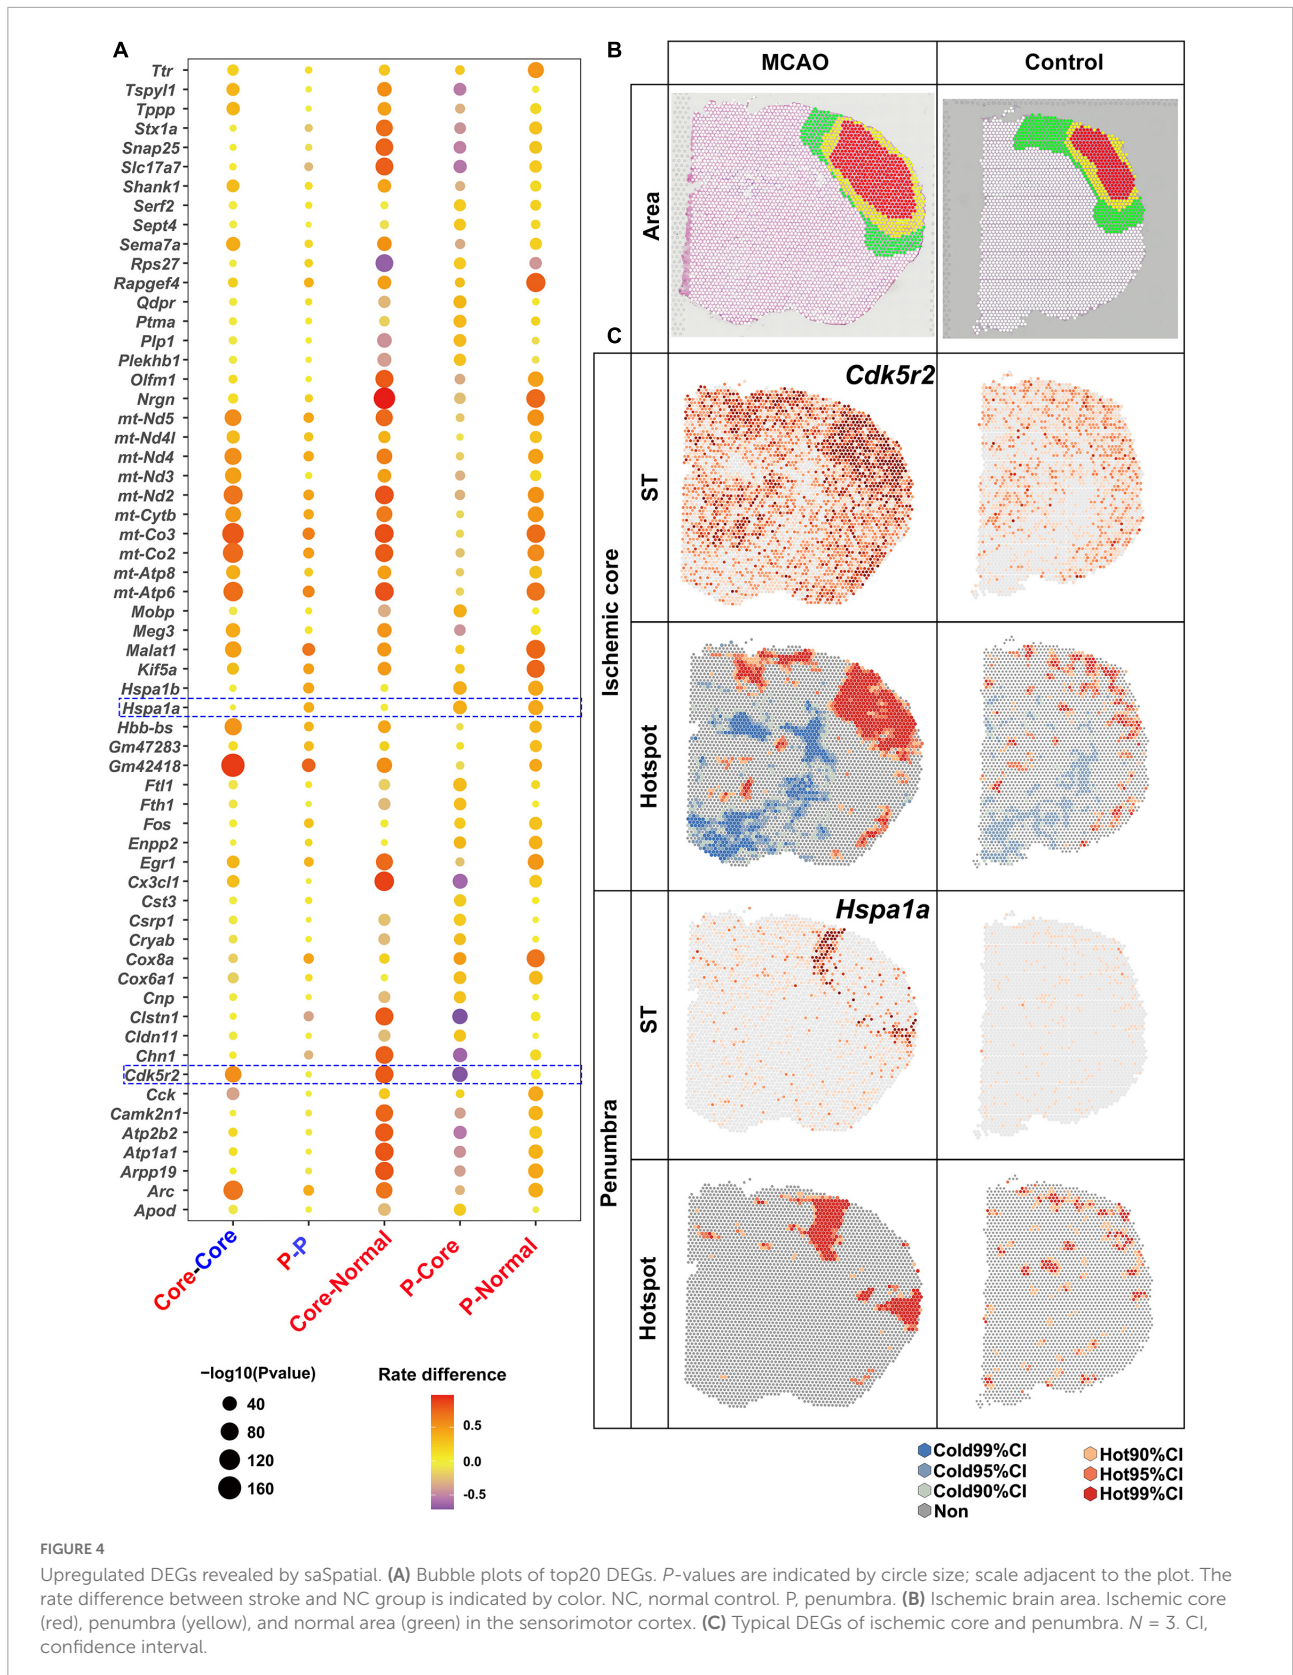 A
Ttr
Tspyl1
Tppp
Stx1a
Snap25
Slc17a7
Shank1
Serf2
Sept4
Sema7a
Rps27
Rapgef4
Qdpr
Ptma
Plp1
Plekhb1
Olfm1
Nrgn
mt-Nd5
mt-Nd4l
mt-Nd4
mt-Nd3
mt-Nd2
mt-Cytb
mt-Co3
mt-Co2
mt-Atp8
mt-Atp6
Mobp
Meg3
Malat1
Kif5a
Hspa1b
Hspa1a
Hbb-bs
Gm47283
Gm42418
Ftl1
Fth1
Fos
Enpp2
Egr1
Cx3cl1
Cst3
Csrp1
Cryab
Cox8a
Cox6a1
Cnp
Clstn1
Cldn11
Chn1
Cdk5r2
Cck
Camk2n1
Atp2b2
Atp1a1
Arpp19
Arc
Apod
Core-Core
P-P
Core-Normal
P-Core
P-Normal
−log10(Pvalue)
40
80
120
160
Rate difference
0.5
0.0
-0.5
B
MCAO
Control
Area
C
Ischemic core
ST
Cdk5r2
Hotspot
Penumbra
ST
Hspa1a
Hotspot
Cold99%CI
Cold95%CI
Cold90%CI
Non
Hot90%CI
Hot95%CI
Hot99%CI
FIGURE 4
Upregulated DEGs revealed by saSpatial. (A) Bubble plots of top20 DEGs. P-values are indicated by circle size; scale adjacent to the plot. The
rate difference between stroke and NC group is indicated by color. NC, normal control. P, penumbra. (B) Ischemic brain area. Ischemic core
(red), penumbra (yellow), and normal area (green) in the sensorimotor cortex. (C) Typical DEGs of ischemic core and penumbra. N = 3. CI,
confidence interval.